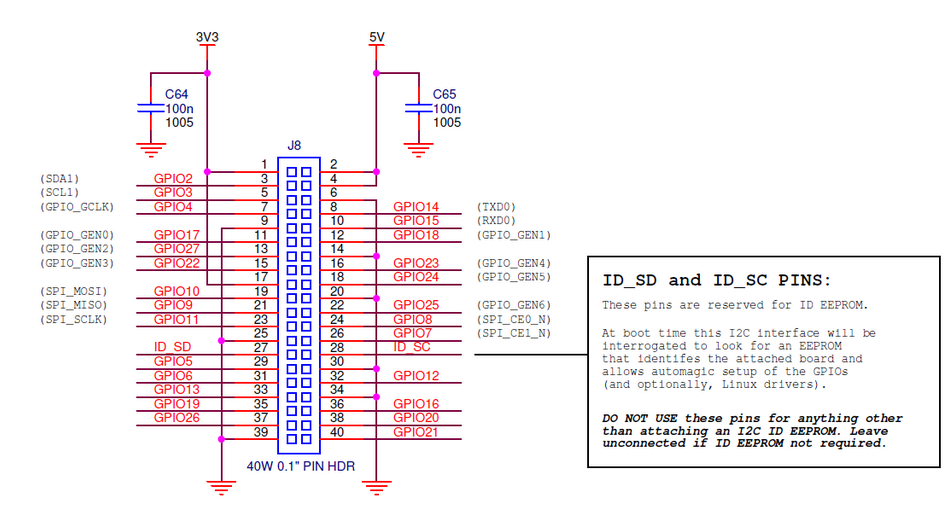 3V3
5V
C64
100n
1005
C65
100n
1005
J8
1 2
(SDA1) GPIO2 3 4
(SCL1) GPIO3 5 6
(GPIO_GCLK) GPIO4 7 8 GPIO14 (TXD0)
9 10 GPIO15 (RXD0)
(GPIO_GEN0) GPIO17 11 12 GPIO18 (GPIO_GEN1)
(GPIO_GEN2) GPIO27 13 14
(GPIO_GEN3) GPIO22 15 16 GPIO23 (GPIO_GEN4)
17 18 GPIO24 (GPIO_GEN5)
(SPI_MOSI) GPIO10 19 20
(SPI_MISO) GPIO9 21 22 GPIO25 (GPIO_GEN6)
(SPI_SCLK) GPIO11 23 24 GPIO8 (SPI_CE0_N)
25 26 GPIO7 (SPI_CE1_N)
ID_SD 27 28 ID_SC
GPIO5 29 30
GPIO6 31 32 GPIO12
GPIO13 33 34
GPIO19 35 36 GPIO16
GPIO26 37 38 GPIO20
39 40 GPIO21
40W 0.1" PIN HDR
ID_SD and ID_SC PINS:
These pins are reserved for ID EEPROM.
At boot time this I2C interface will be
interrogated to look for an EEPROM
that identifes the attached board and
allows automagic setup of the GPIOs
(and optionally, Linux drivers).
DO NOT USE these pins for anything other
than attaching an I2C ID EEPROM. Leave
unconnected if ID EEPROM not required.